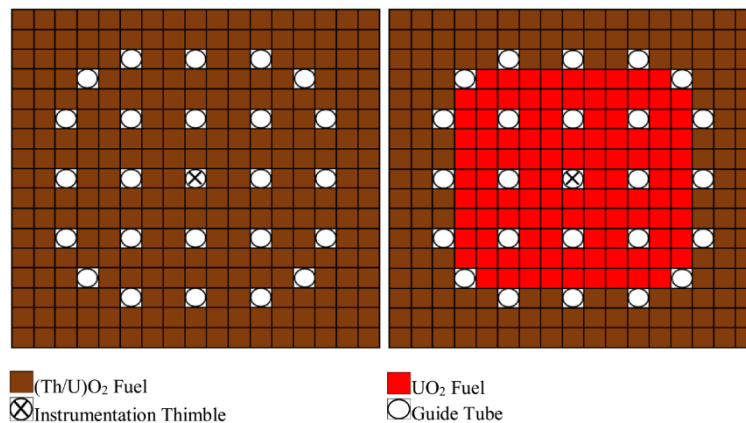 (Th/U)O₂ Fuel
Instrumentation Thimble
UO₂ Fuel
Guide Tube